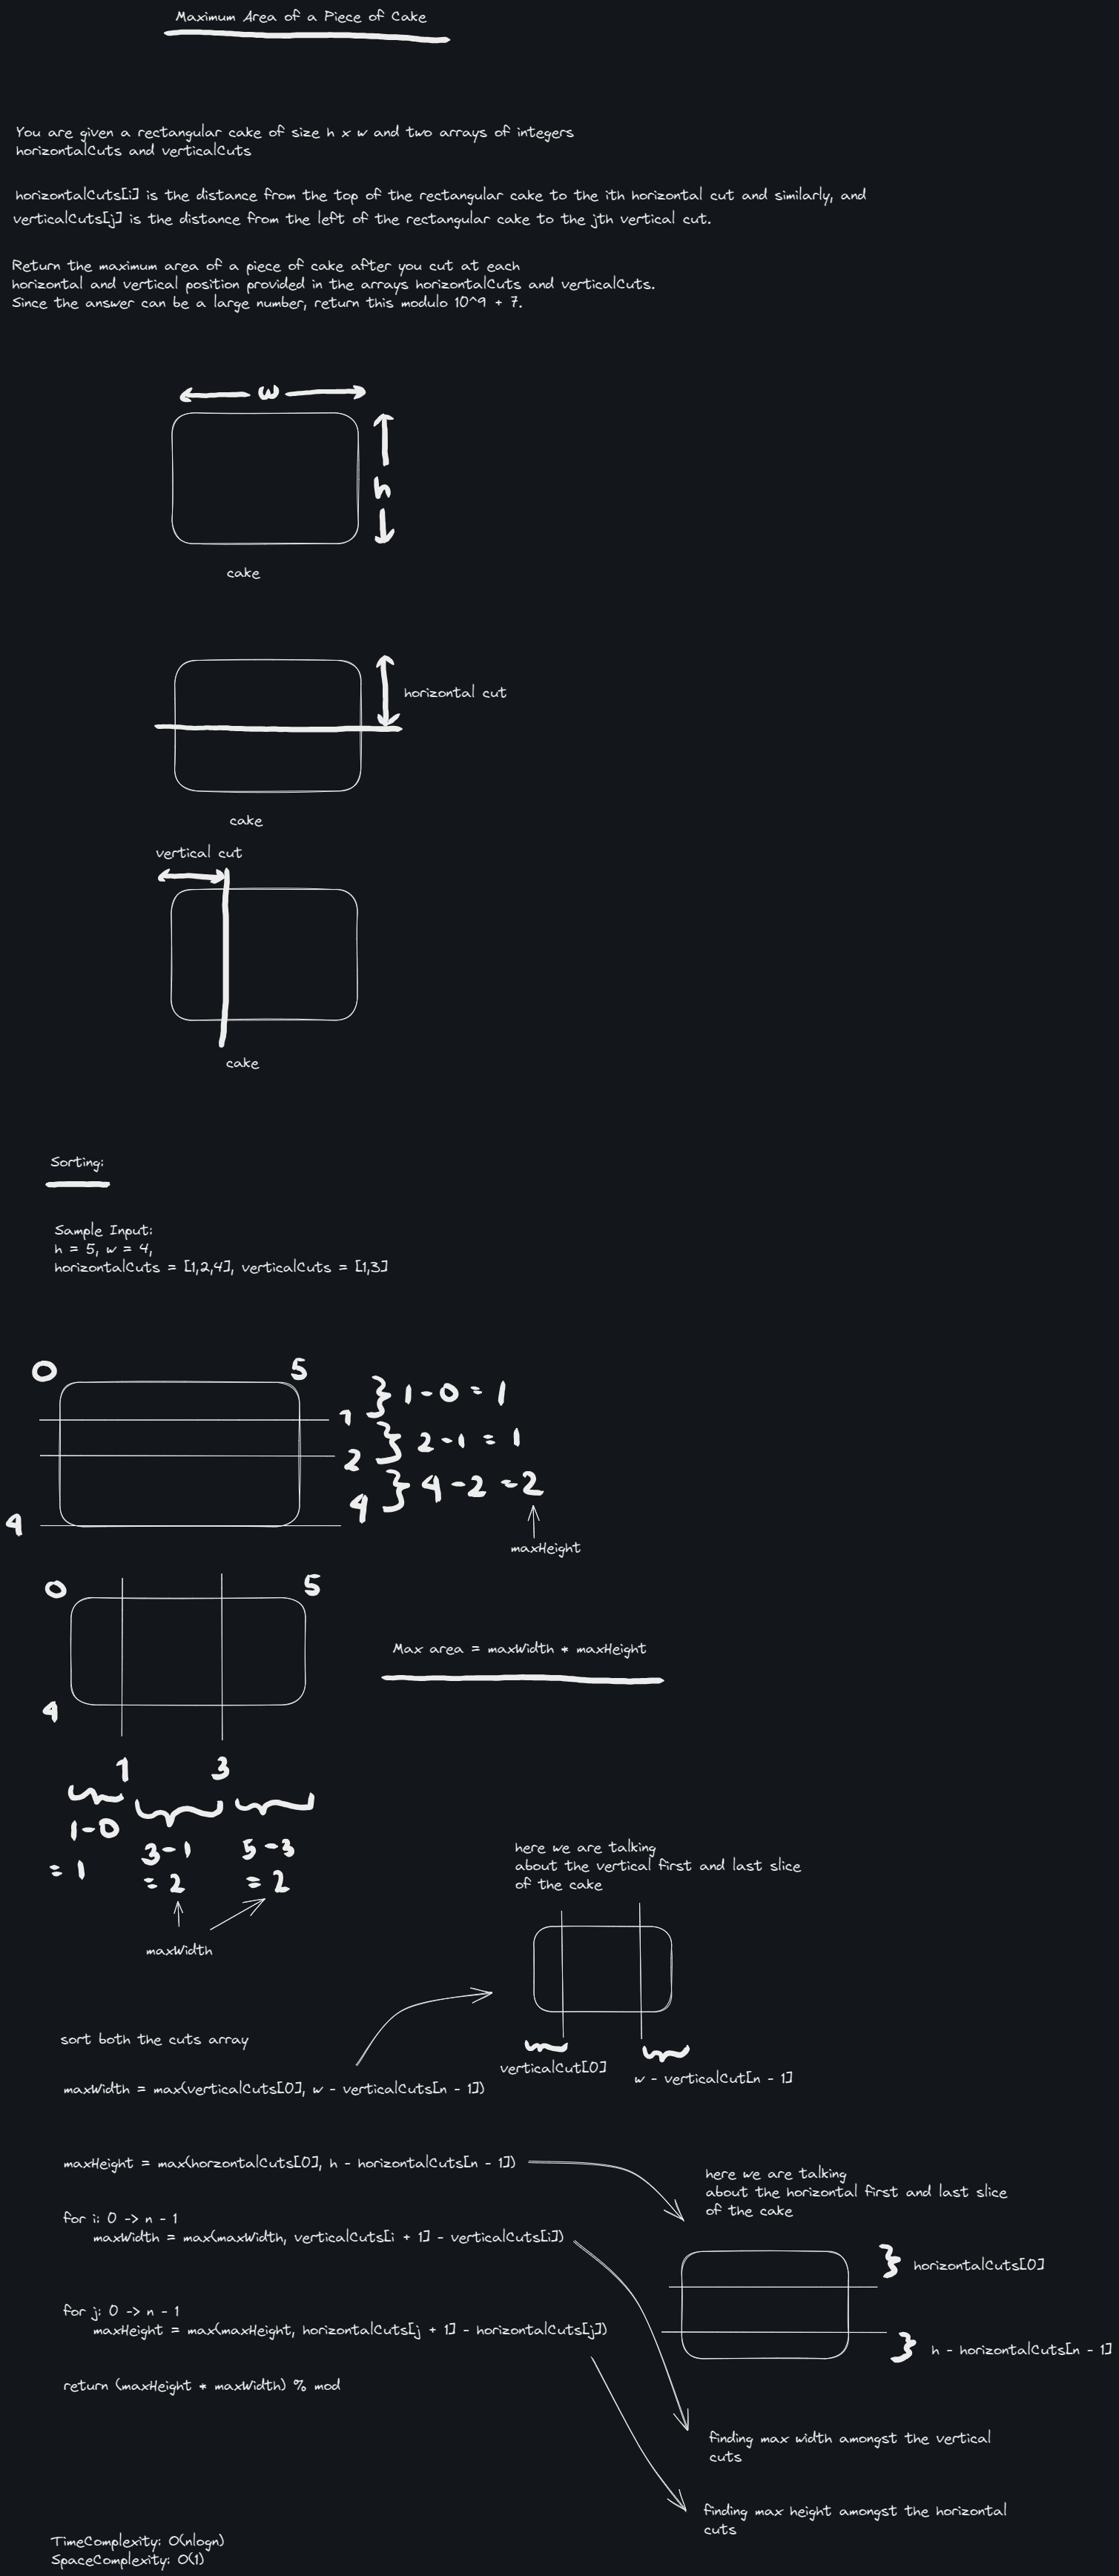 Maximum Area of a Piece of Cake
You are given a rectangular cake of size h x w and two arrays of integers
horizontalCuts and verticalCuts
horizontalCuts[i] is the distance from the top of the rectangular cake to the ith horizontal cut and similarly, and
verticalCuts[j] is the distance from the left of the rectangular cake to the jth vertical cut.
Return the maximum area of a piece of cake after you cut at each
horizontal and vertical position provided in the arrays horizontalCuts and verticalCuts.
Since the answer can be a large number, return this modulo 10^9 + 7.
w
h
cake
horizontal cut
cake
vertical cut
cake
Sorting:
Sample Input:
h = 5, w = 4,
horizontalCuts = [1,2,4], verticalCuts = [1,3]
0 5
1 } 1 - 0 = 1
2 } 2 - 1 = 1
4 } 4 - 2 = 2
4
maxHeight
0 5
Max area = maxWidth * maxHeight
4
1 3
1 - 0
= 1
3 - 1
= 2
5 - 3
= 2
maxWidth
here we are talking
about the vertical first and last slice
of the cake
verticalCut[0]
w - verticalCut[n - 1]
sort both the cuts array
maxWidth = max(verticalCuts[0], w - verticalCuts[n - 1])
maxHeight = max(horzontalCuts[0], h - horizontalCuts[n - 1])
here we are talking
about the horizontal first and last slice
of the cake
for i: 0 -> n - 1
maxWidth = max(maxWidth, verticalCuts[i + 1] - verticalCuts[i])
} horizontalCuts[0]
for j: 0 -> n - 1
maxHeight = max(maxHeight, horizontalCuts[j + 1] - horizontalCuts[j])
} h - horizontalCuts[n - 1]
return (maxHeight * maxWidth) % mod
finding max width amongst the vertical
cuts
finding max height amongst the horizontal
cuts
TimeComplexity: O(nlogn)
SpaceComplexity: O(1)